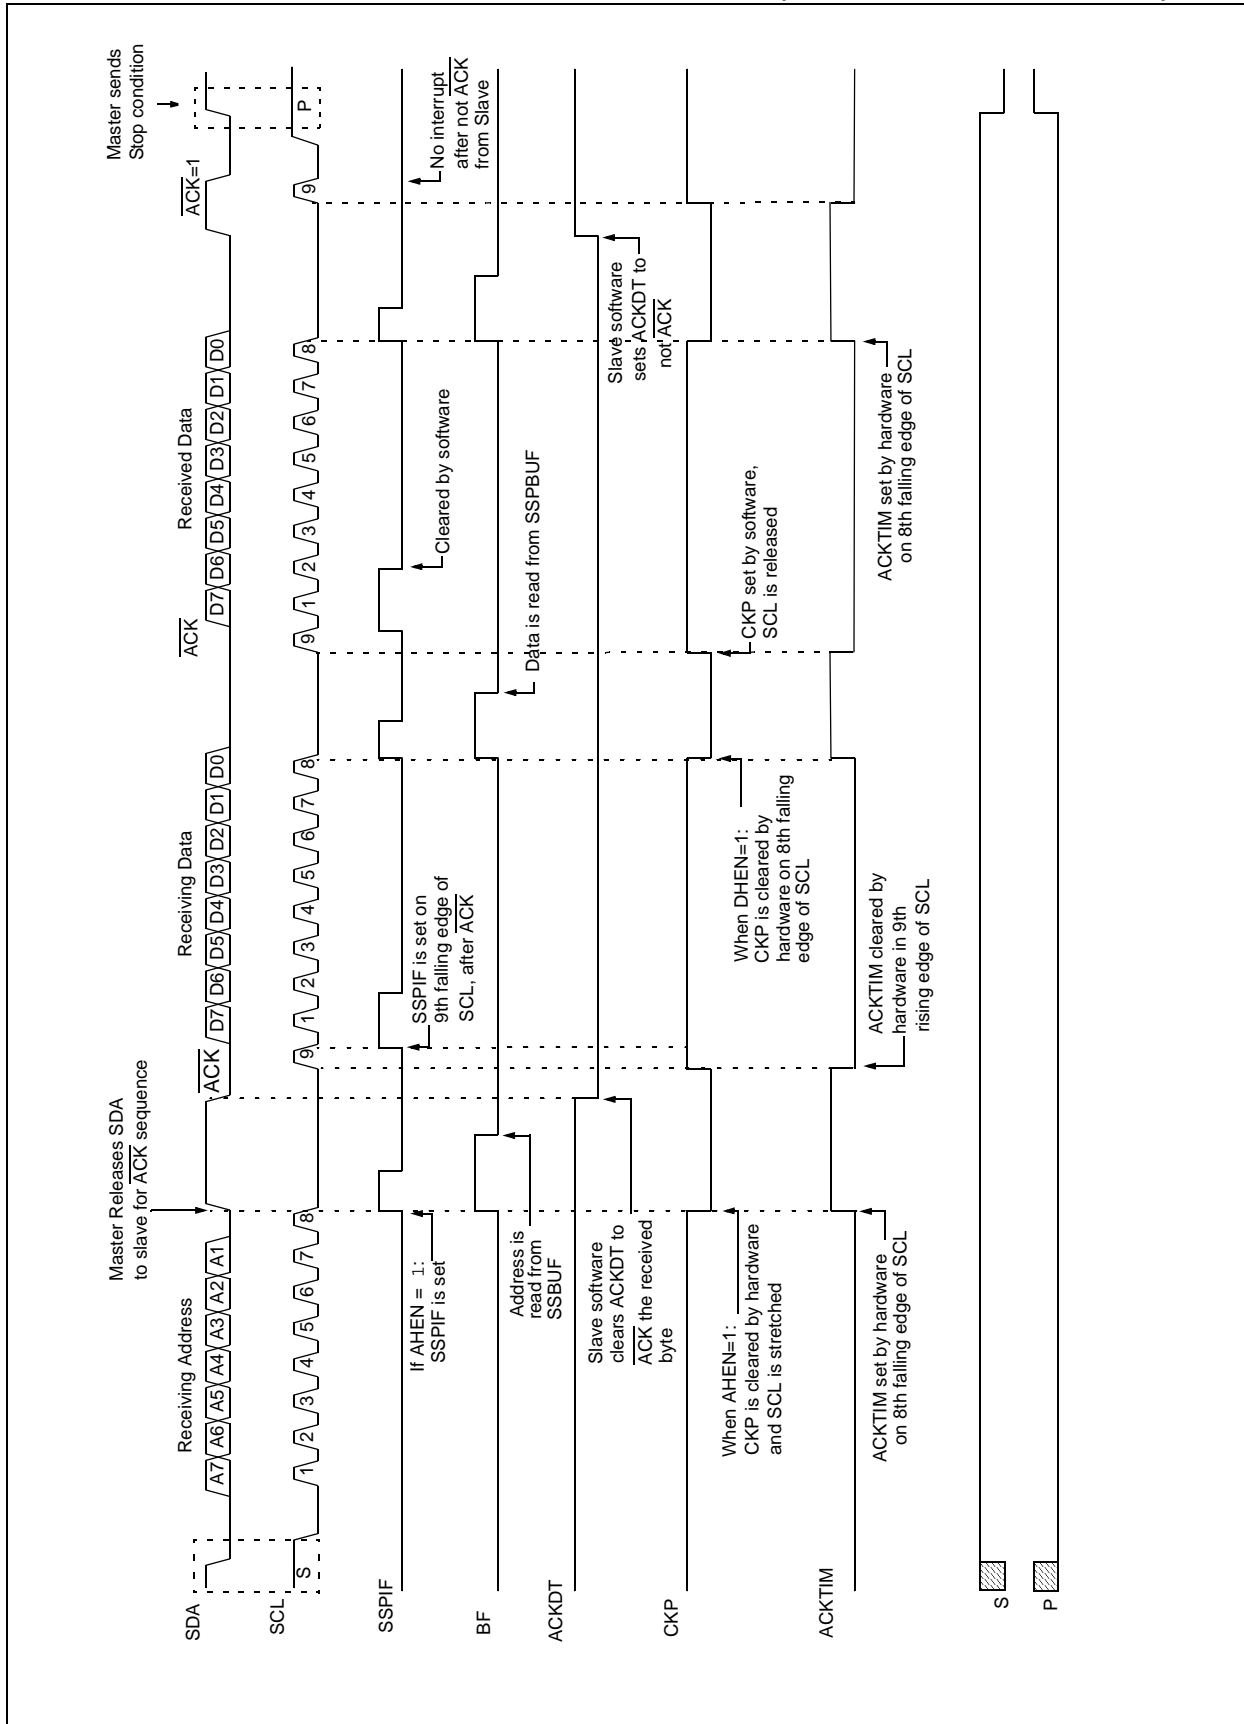 Master Releases SDA
to slave for ACK sequence
Master sends
Stop condition
Receiving Address
Receiving Data
Received Data
ACK
ACK
ACK=1
SDA
A7 A6 A5 A4 A3 A2 A1
D7 D6 D5 D4 D3 D2 D1 D0
D7 D6 D5 D4 D3 D2 D1 D0
SCL
S
1 2 3 4 5 6 7 8 9
1 2 3 4 5 6 7 8 9
1 2 3 4 5 6 7 8 9
P
SSPIF
If AHEN = 1:
SSPIF is set
SSPIF is set on
9th falling edge of
SCL, after ACK
Cleared by software
No interrupt
after not ACK
from Slave
BF
Address is
read from
SSBUF
Data is read from SSPBUF
ACKDT
Slave software
clears ACKDT to
ACK the received
byte
Slave software
sets ACKDT to
not ACK
CKP
When AHEN=1:
CKP is cleared by hardware
and SCL is stretched
When DHEN=1:
CKP is cleared by
hardware on 8th falling
edge of SCL
CKP set by software,
SCL is released
ACKTIM
ACKTIM set by hardware
on 8th falling edge of SCL
ACKTIM cleared by
hardware in 9th
rising edge of SCL
ACKTIM set by hardware
on 8th falling edge of SCL
S
P